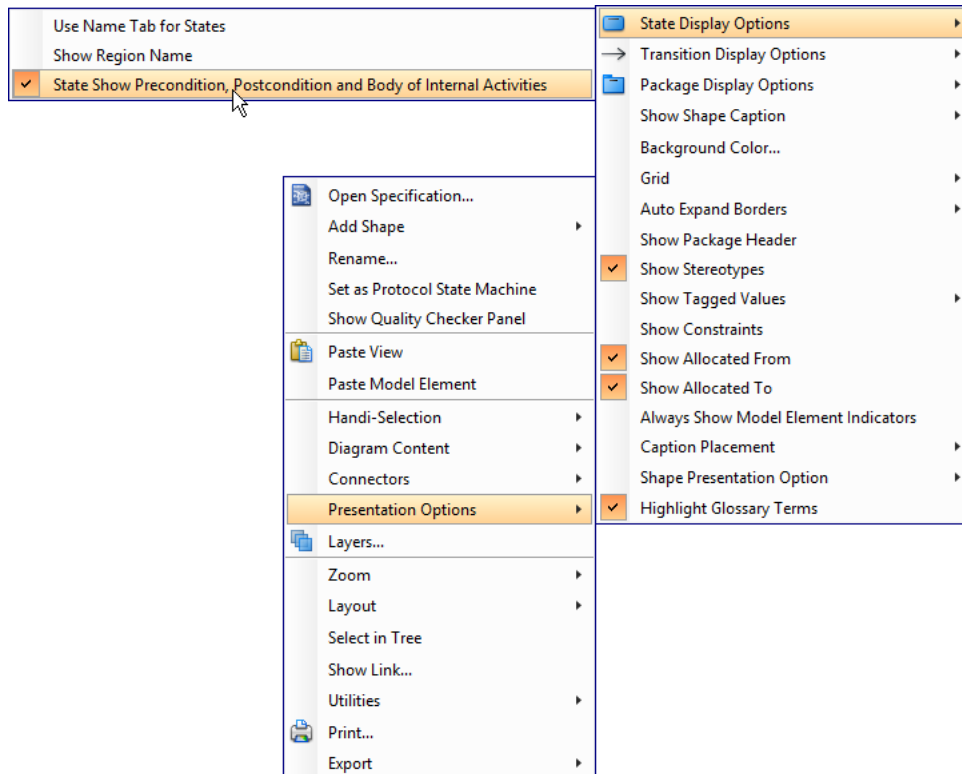 Use Name Tab for States
Show Region Name
State Show Precondition, Postcondition and Body of Internal Activities
State Display Options
Transition Display Options
Package Display Options
Show Shape Caption
Background Color...
Grid
Auto Expand Borders
Show Package Header
Show Stereotypes
Show Tagged Values
Show Constraints
Show Allocated From
Show Allocated To
Always Show Model Element Indicators
Caption Placement
Shape Presentation Option
Highlight Glossary Terms
Open Specification...
Add Shape
Rename...
Set as Protocol State Machine
Show Quality Checker Panel
Paste View
Paste Model Element
Handi-Selection
Diagram Content
Connectors
Presentation Options
Layers...
Zoom
Layout
Select in Tree
Show Link...
Utilities
Print...
Export